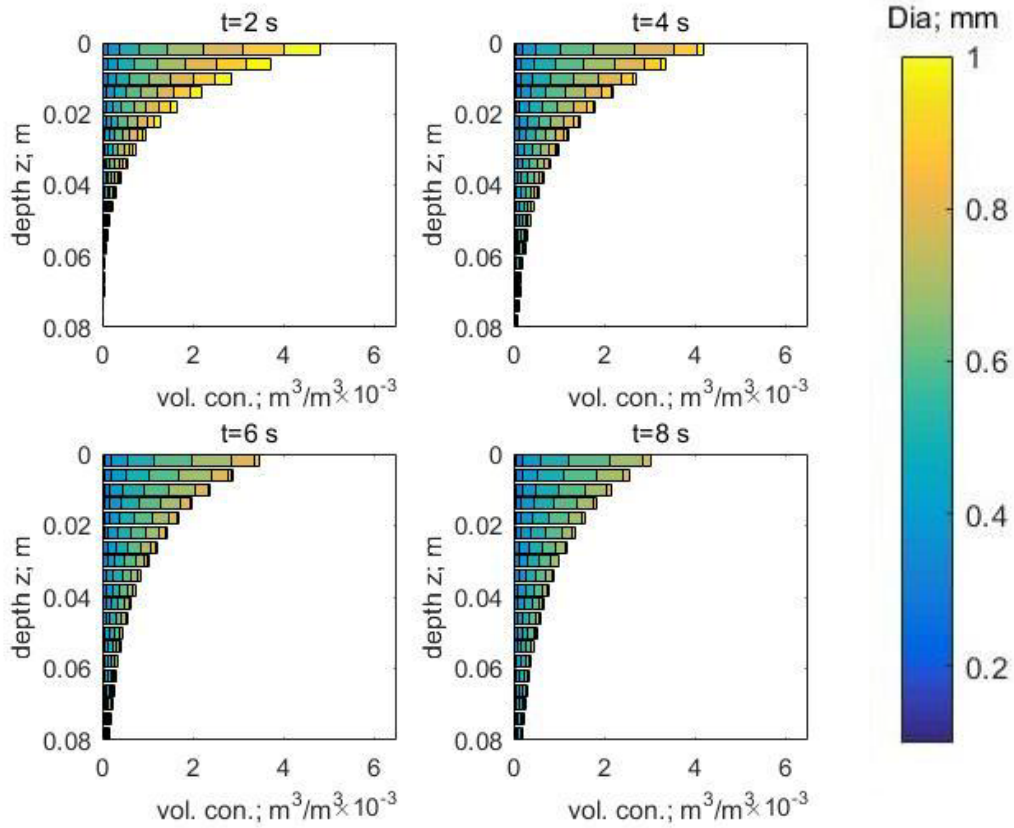 t=2 s
0
0.02
0.04
0.06
0.08
depth z; m
0 2 4 6
vol. con.; m³/m³×10⁻³
t=4 s
0
0.02
0.04
0.06
0.08
depth z; m
0 2 4 6
vol. con.; m³/m³×10⁻³
t=6 s
0
0.02
0.04
0.06
0.08
depth z; m
0 2 4 6
vol. con.; m³/m³×10⁻³
t=8 s
0
0.02
0.04
0.06
0.08
depth z; m
0 2 4 6
vol. con.; m³/m³×10⁻³
Dia; mm
1
0.8
0.6
0.4
0.2